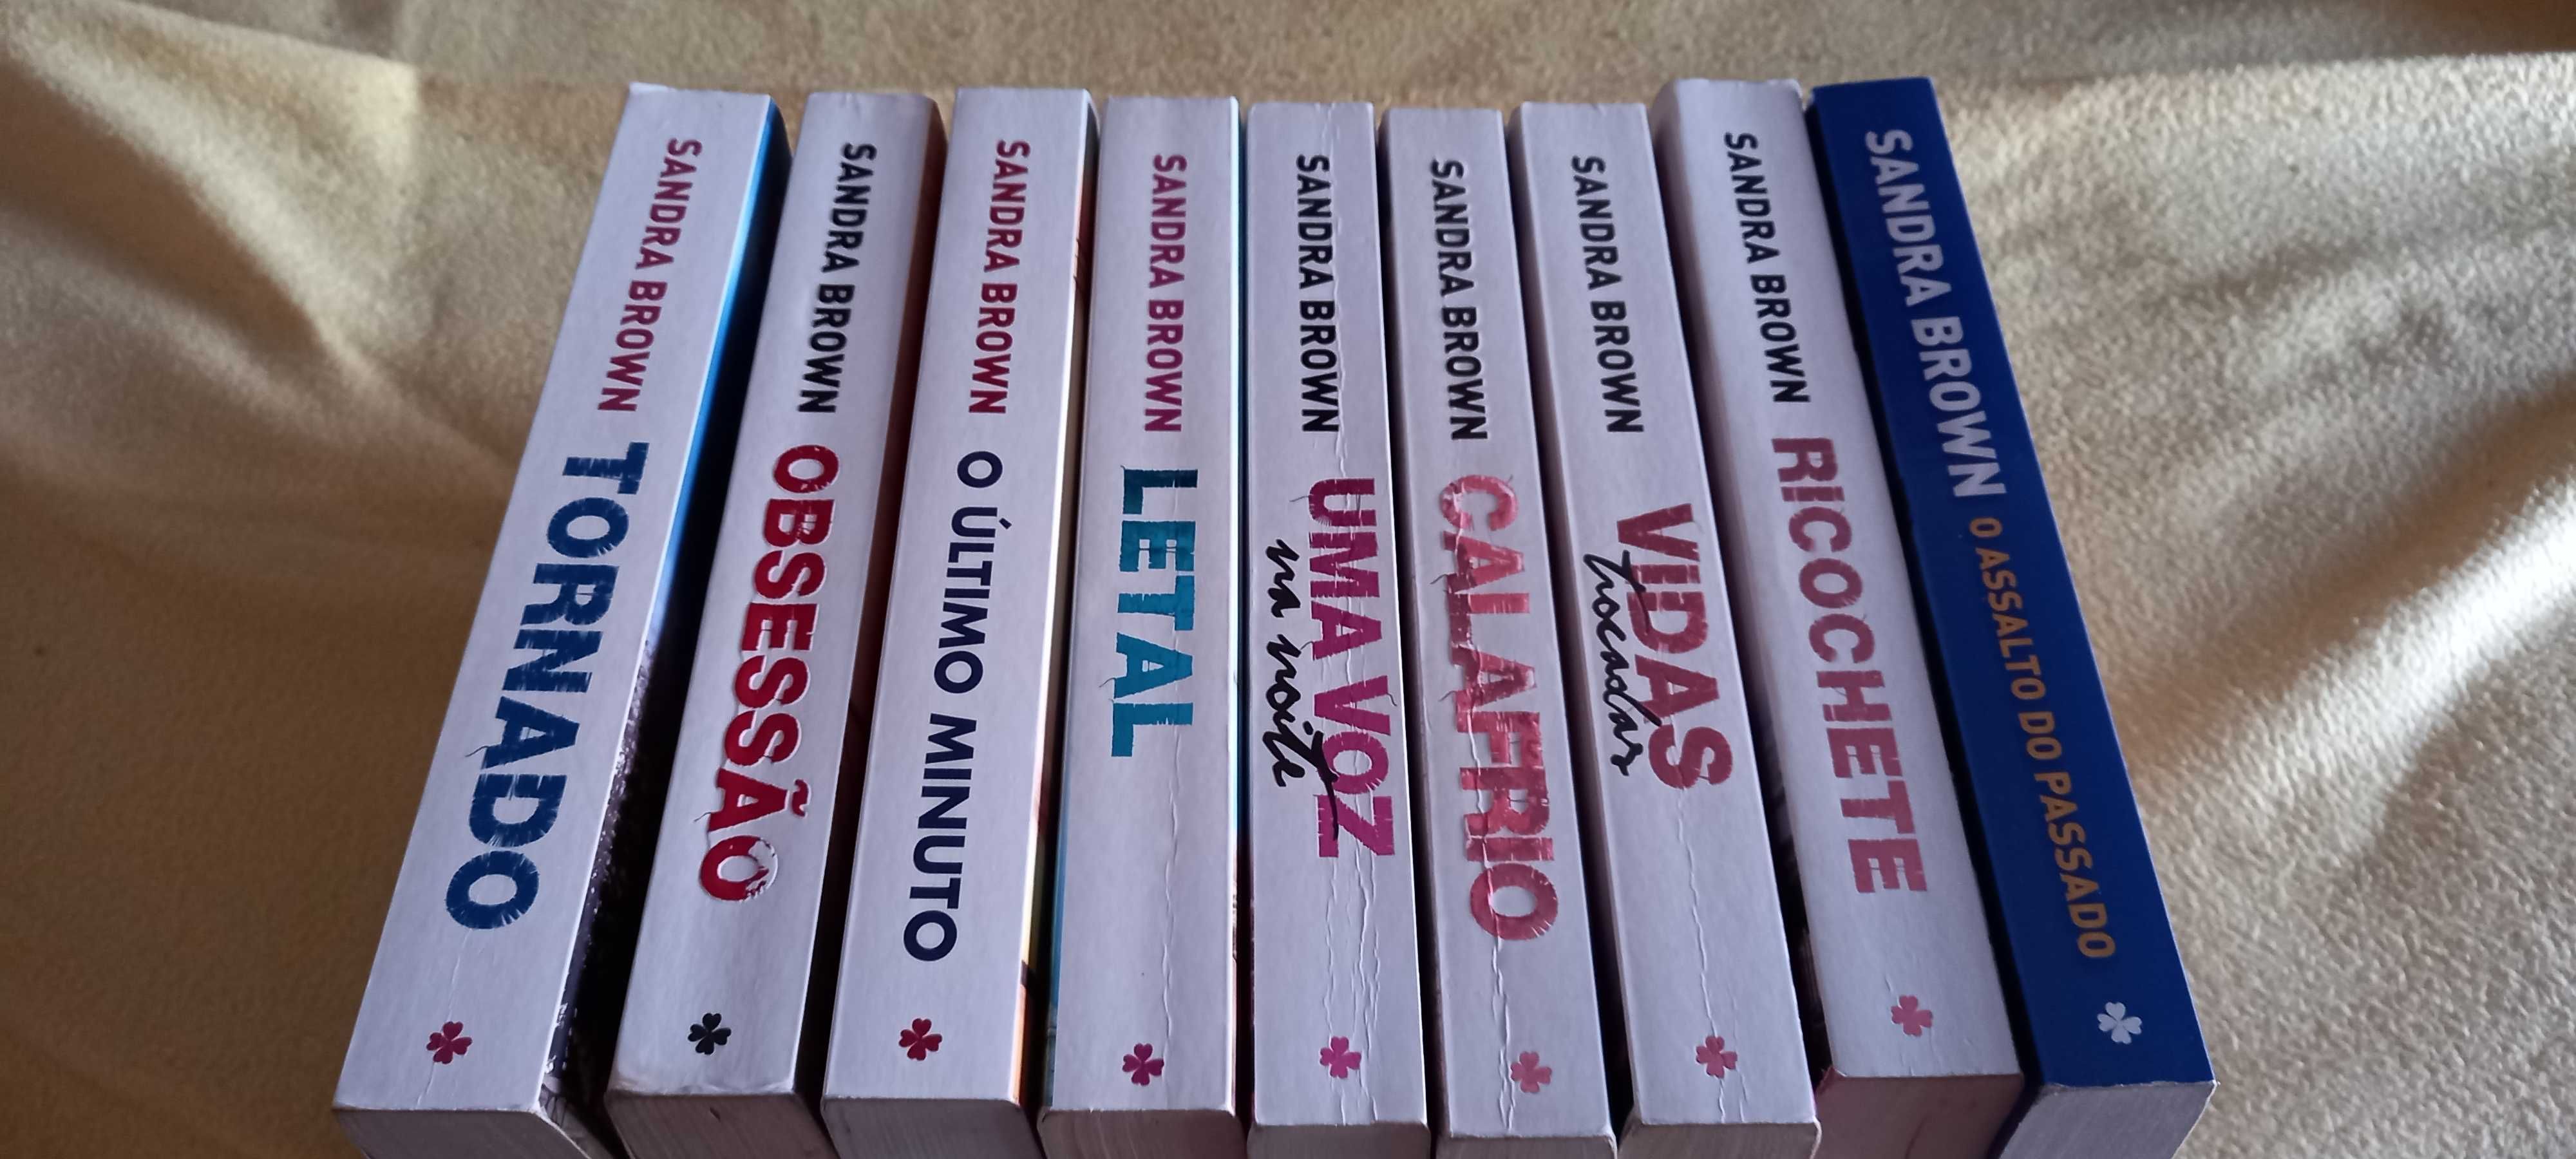 SANDRA BROWN TORNADO
SANDRA BROWN OBSESSÃO
SANDRA BROWN O ÚLTIMO MINUTO
SANDRA BROWN LETAL
SANDRA BROWN UMA VOZ
na noite
SANDRA BROWN CALAFRIO
SANDRA BROWN VIDAS
trocadas
SANDRA BROWN RICOCHETE
SANDRA BROWN O ASSALTO DO PASSADO